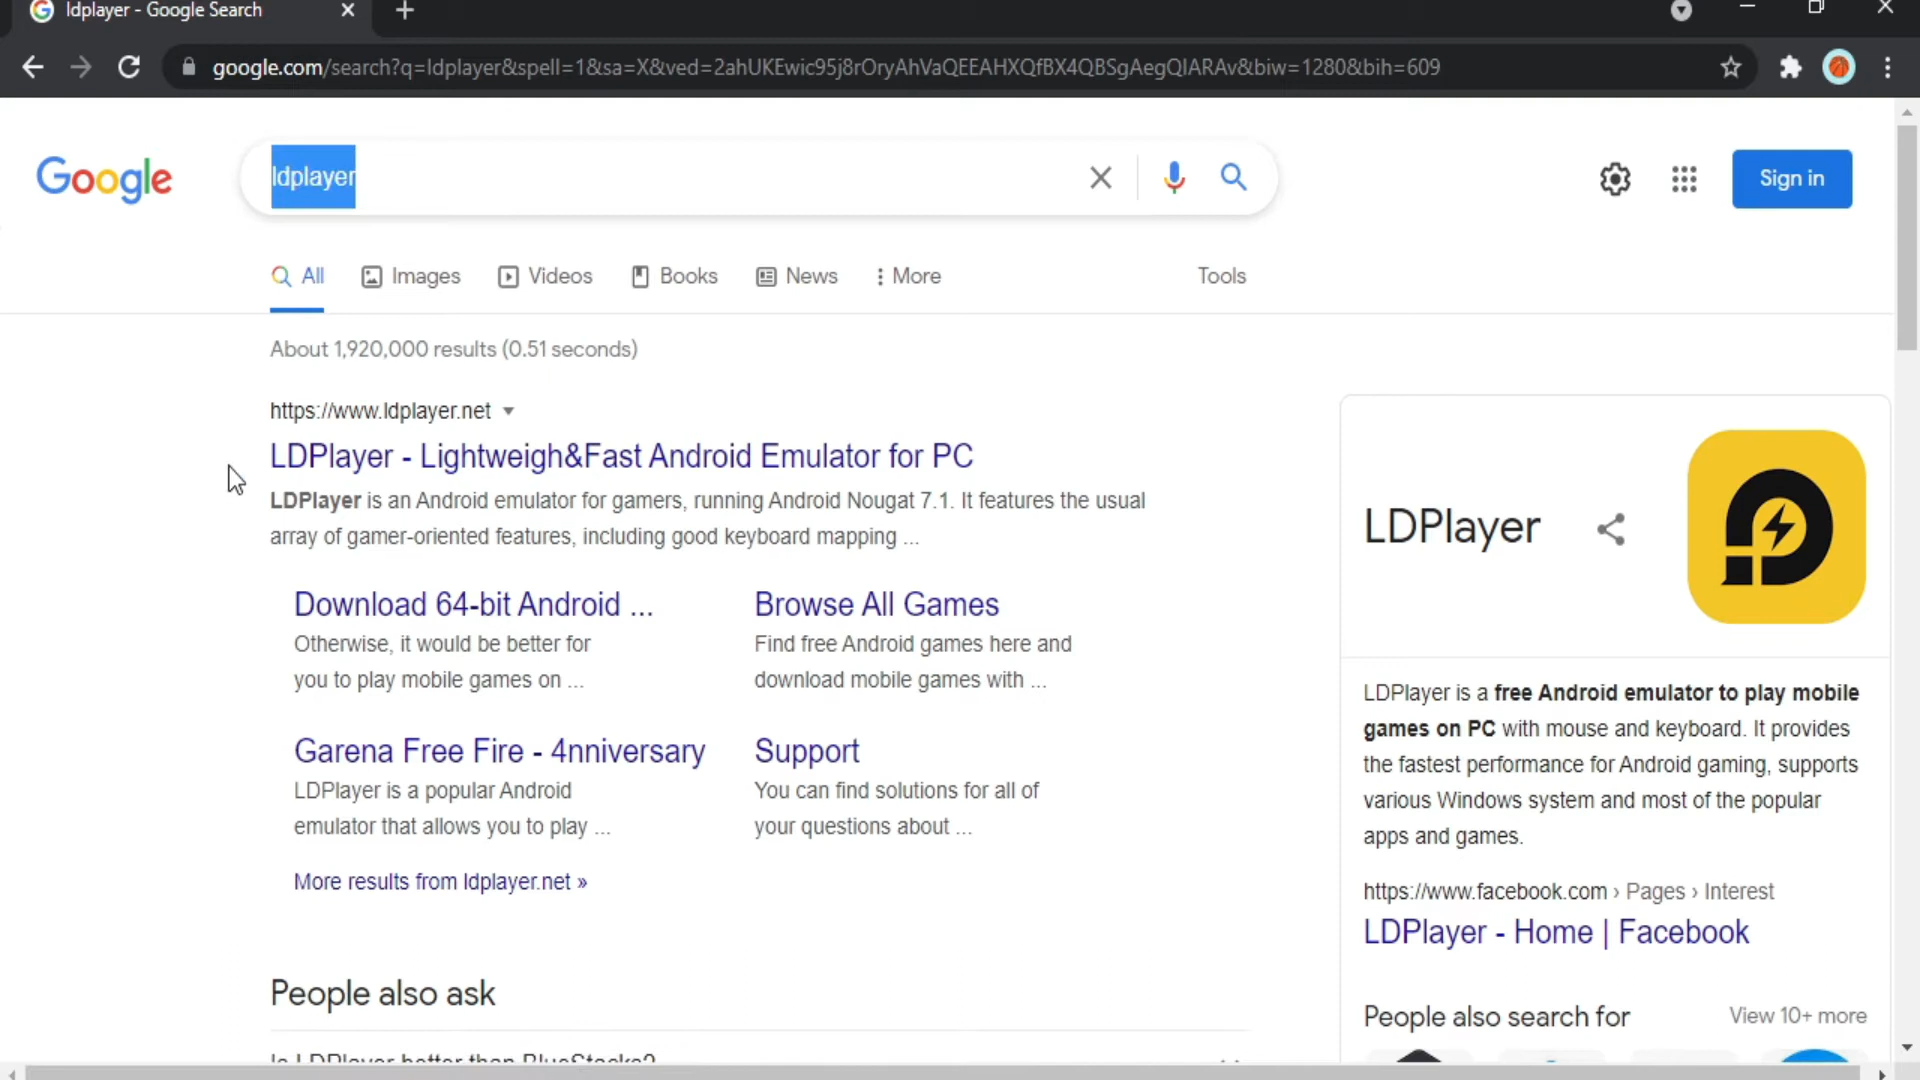 ldplayer - Google Search
google.com/search?q=ldplayer&spell=1&sa=X&ved=2ahUKEwic95j8rOryAhVaQEEAHXQfBX4QBSgAegQIARAv&biw=1280&bih=609
Google
ldplayer
Sign in
All
Images
Videos
Books
News
More
Tools
About 1,920,000 results (0.51 seconds)
https://www.ldplayer.net
LDPlayer - Lightweigh&Fast Android Emulator for PC
LDPlayer is an Android emulator for gamers, running Android Nougat 7.1. It features the usual
array of gamer-oriented features, including good keyboard mapping ...
Download 64-bit Android ...
Otherwise, it would be better for
you to play mobile games on ...
Browse All Games
Find free Android games here and
download mobile games with ...
Garena Free Fire - 4nniversary
LDPlayer is a popular Android
emulator that allows you to play ...
Support
You can find solutions for all of
your questions about ...
More results from ldplayer.net »
People also ask
Is LDPlayer better than BlueStacks?
LDPlayer
LDPlayer is a free Android emulator to play mobile
games on PC with mouse and keyboard. It provides
the fastest performance for Android gaming, supports
various Windows system and most of the popular
apps and games.
https://www.facebook.com › Pages › Interest
LDPlayer - Home | Facebook
People also search for
View 10+ more